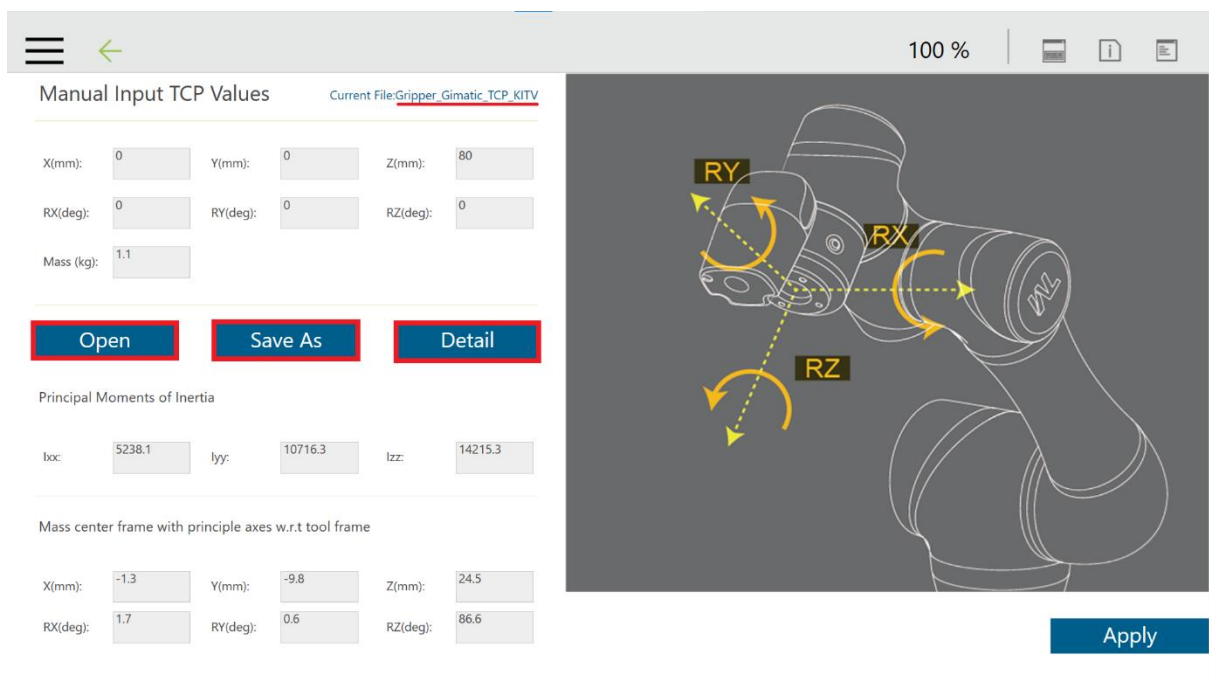 100 %
Manual Input TCP Values
Current File:Gripper_Gimatic_TCP_KITV
X(mm): 0 Y(mm): 0 Z(mm): 80
RX(deg): 0 RY(deg): 0 RZ(deg): 0
Mass (kg): 1.1
Open Save As Detail
Principal Moments of Inertia
Ixx: 5238.1 Iyy: 10716.3 Izz: 14215.3
Mass center frame with principle axes w.r.t tool frame
X(mm): -1.3 Y(mm): -9.8 Z(mm): 24.5
RX(deg): 1.7 RY(deg): 0.6 RZ(deg): 86.6
RY
RX
TM
RZ
Apply